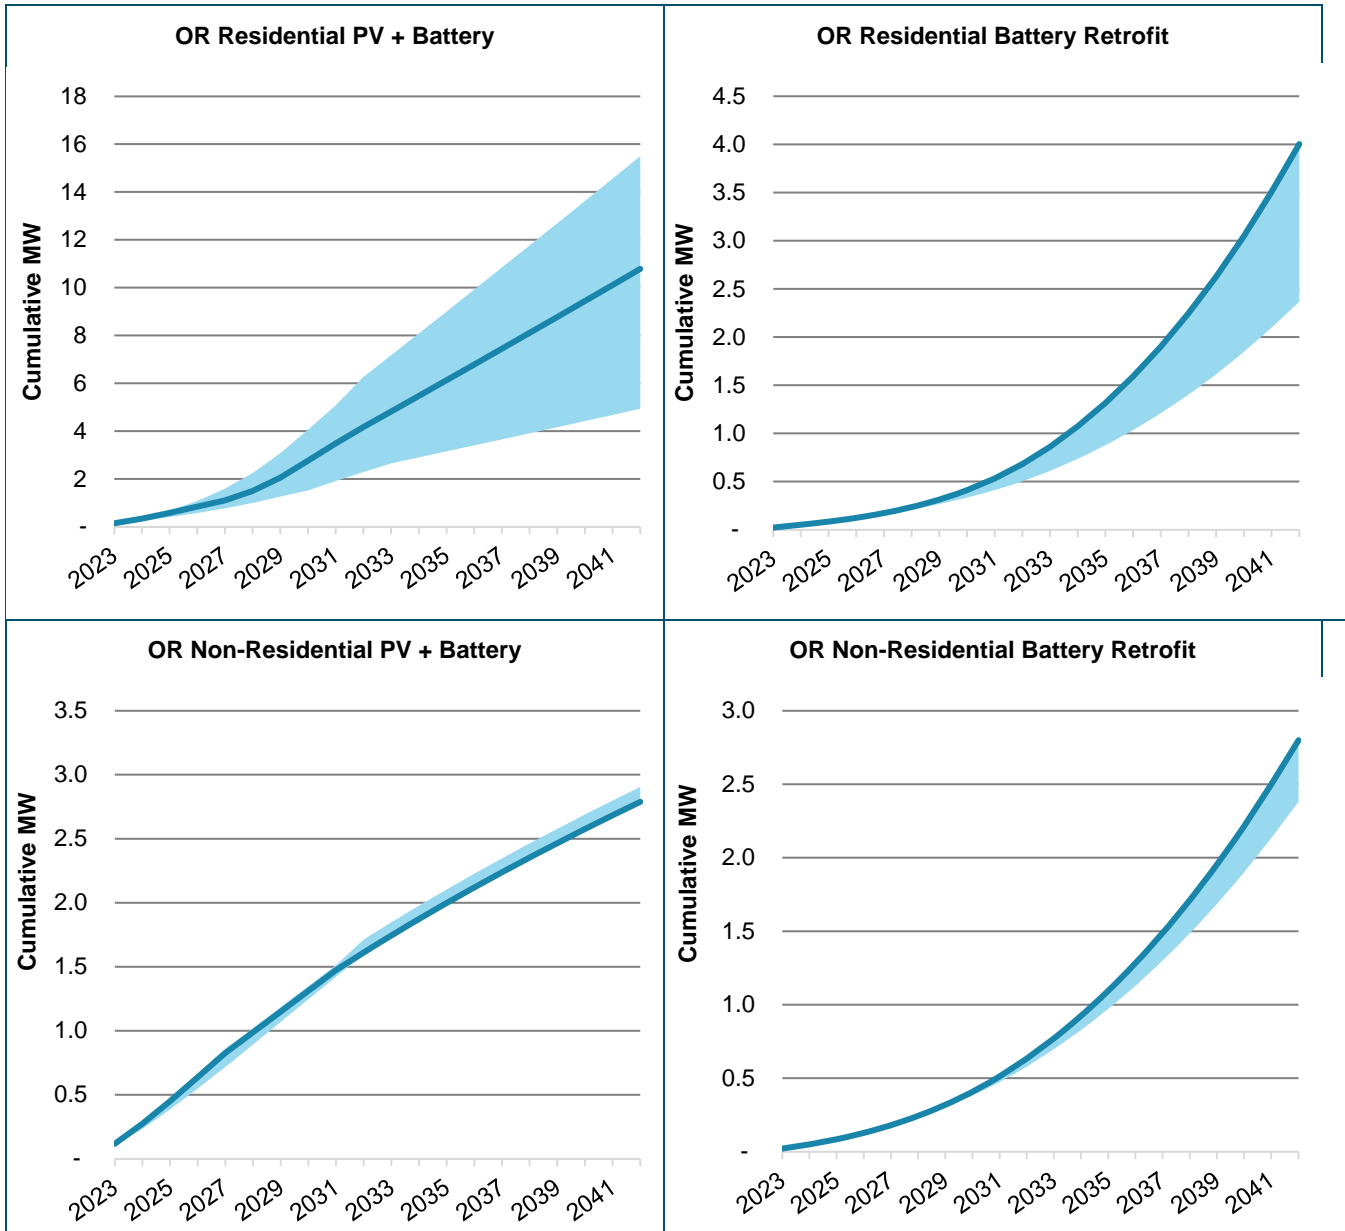 OR Residential PV + Battery
Cumulative MW
18
16
14
12
10
8
6
4
2
-
2023 2025 2027 2029 2031 2033 2035 2037 2039 2041
OR Residential Battery Retrofit
Cumulative MW
4.5
4.0
3.5
3.0
2.5
2.0
1.5
1.0
0.5
-
2023 2025 2027 2029 2031 2033 2035 2037 2039 2041
OR Non-Residential PV + Battery
Cumulative MW
3.5
3.0
2.5
2.0
1.5
1.0
0.5
-
2023 2025 2027 2029 2031 2033 2035 2037 2039 2041
OR Non-Residential Battery Retrofit
Cumulative MW
3.0
2.5
2.0
1.5
1.0
0.5
-
2023 2025 2027 2029 2031 2033 2035 2037 2039 2041